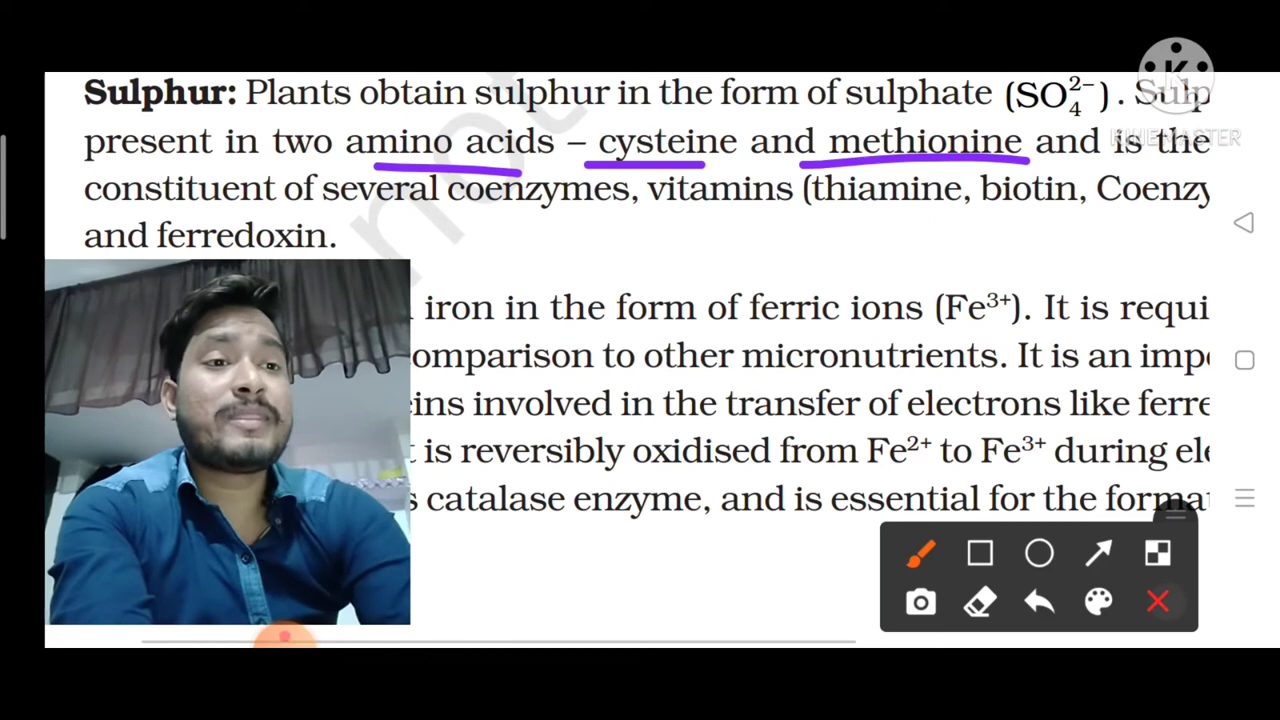 Sulphur: Plants obtain sulphur in the form of sulphate (SO₄²⁻). Sulp
present in two amino acids – cysteine and methionine and is the
constituent of several coenzymes, vitamins (thiamine, biotin, Coenzy
and ferredoxin.
iron in the form of ferric ions (Fe³⁺). It is requi
omparison to other micronutrients. It is an impo
eins involved in the transfer of electrons like ferre
t is reversibly oxidised from Fe²⁺ to Fe³⁺ during ele
s catalase enzyme, and is essential for the format
not
K
KINEMASTER